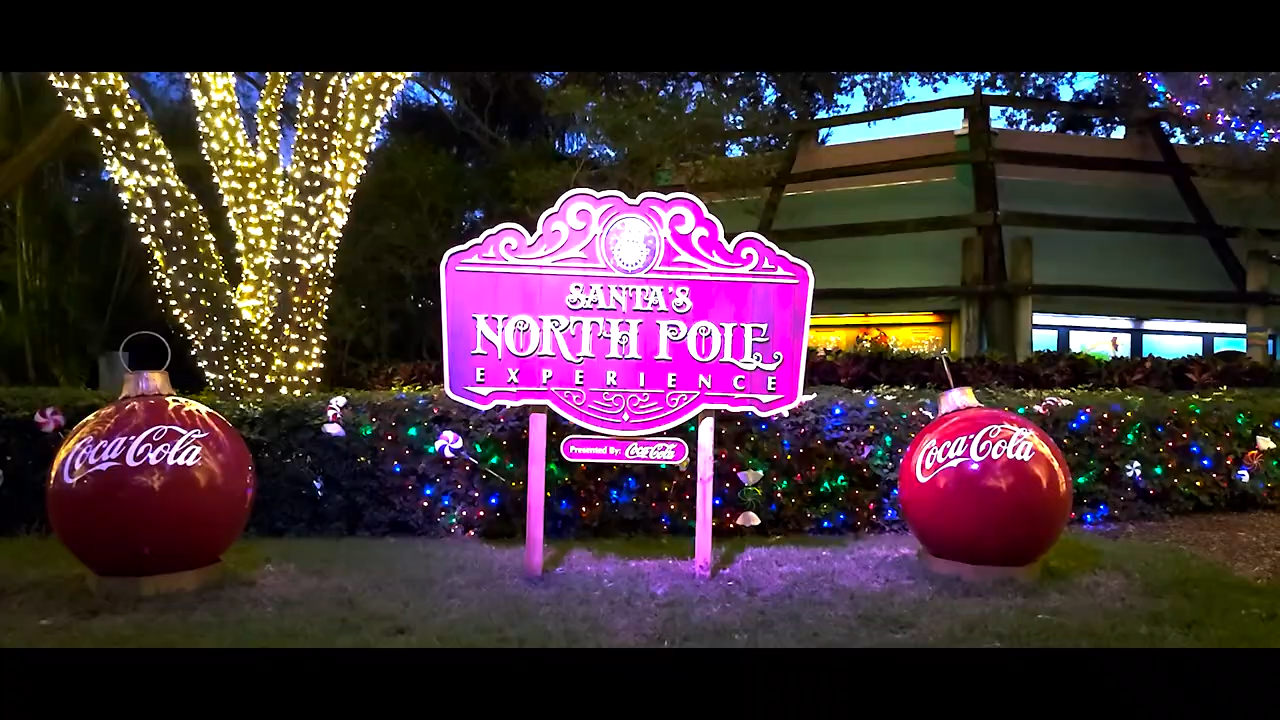 SANTA'S
NORTH POLE
EXPERIENCE
Presented By: Coca-Cola
Coca-Cola
Coca-Cola